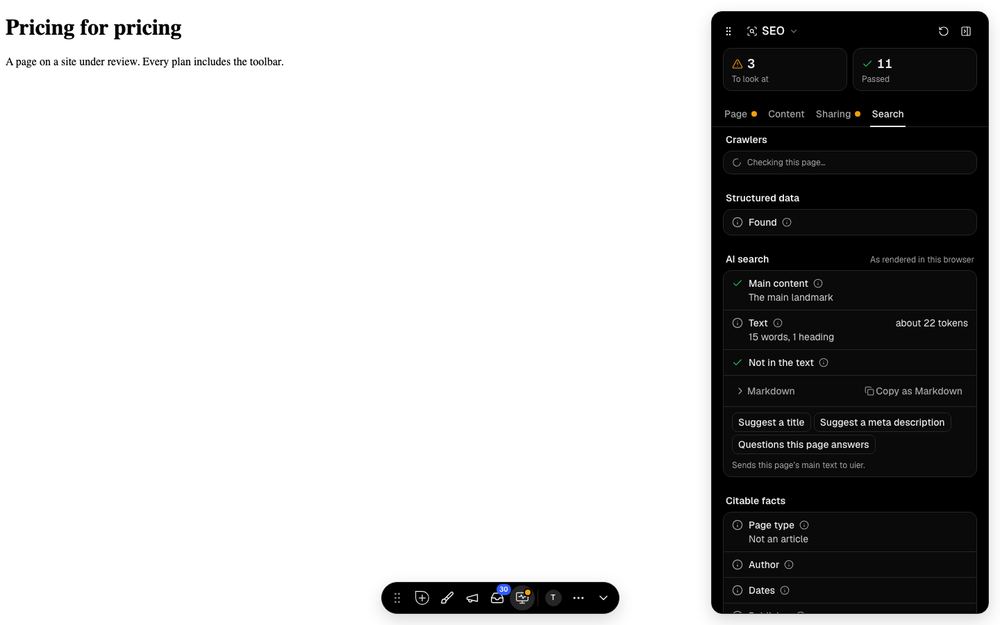 Pricing for pricing
A page on a site under review. Every plan includes the toolbar.
SEO
3
To look at
11
Passed
Page
Content
Sharing
Search
Crawlers
Checking this page…
Structured data
Found
AI search
As rendered in this browser
Main content
The main landmark
Text
about 22 tokens
15 words, 1 heading
Not in the text
Markdown
Copy as Markdown
Suggest a title
Suggest a meta description
Questions this page answers
Sends this page's main text to uier.
Citable facts
Page type
Not an article
Author
Dates
30
T